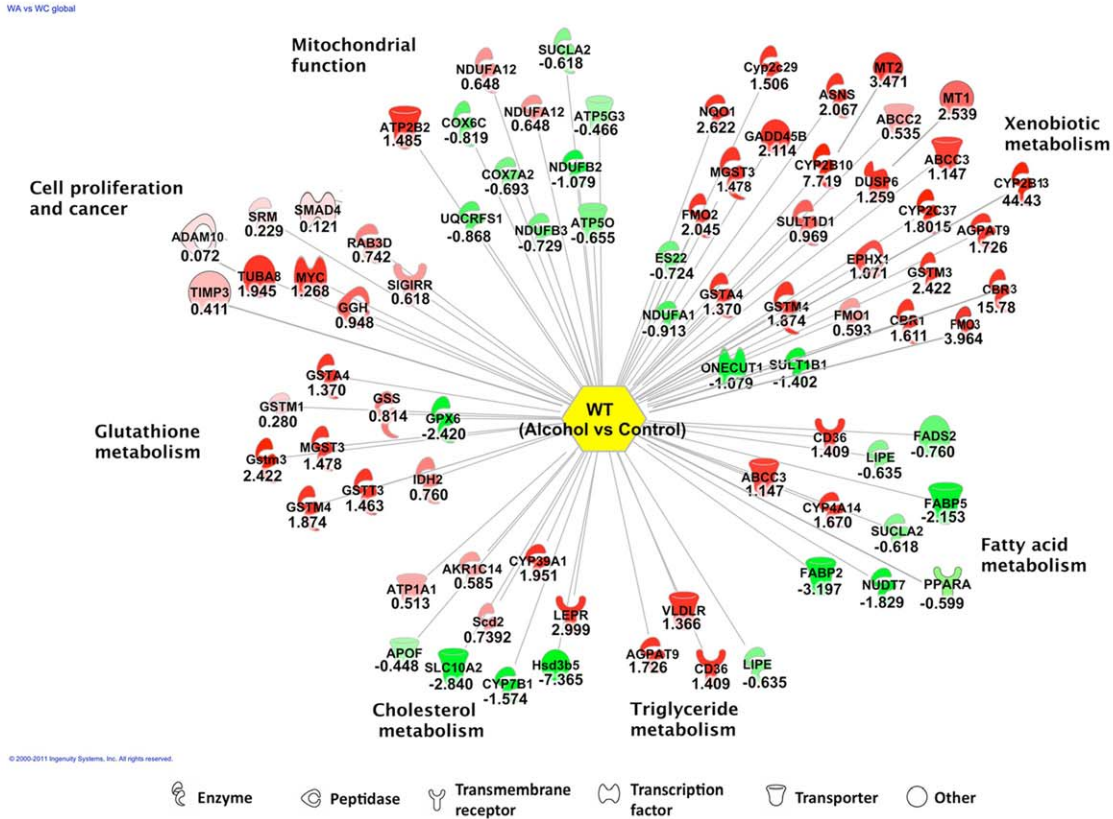 WA vs WC global
Mitochondrial
function
SUCLA2
-0.618
NDUFA12
0.648
NDUFA12
0.648
ATP5G3
-0.466
ATP2B2
1.485
COX6C
-0.819
COX7A2
-0.693
NDUFB2
-1.079
UQCRFS1
-0.868
NDUFB3
-0.729
ATP5O
-0.655
Cell proliferation
and cancer
ADAM10
0.072
SRM
0.229
SMAD4
0.121
RAB3D
0.742
TIMP3
0.411
TUBA8
1.945
MYC
1.268
SIGIRR
0.618
GGH
0.948
Xenobiotic
metabolism
Cyp2c29
1.506
MT2
3.471
ASNS
2.067
MT1
2.539
NQO1
2.622
ABCC2
0.535
GADD45B
2.114
MGST3
1.478
CYP2B10
7.719
ABCC3
1.147
DUSP6
1.259
CYP2B13
44.43
FMO2
2.045
SULT1D1
0.969
CYP2C37
1.8015
AGPAT9
1.726
ES22
-0.724
EPHX1
1.071
GSTM3
2.422
NDUFA1
-0.913
GSTA4
1.370
GSTM4
1.874
FMO1
0.593
CBR1
1.611
CBR3
15.78
FMO3
3.964
ONECUT1
-1.079
SULT1B1
-1.402
WT
(Alcohol vs Control)
Glutathione
metabolism
GSTA4
1.370
GSTM1
0.280
GSS
0.814
GPX6
-2.420
Gstm3
2.422
MGST3
1.478
GSTM4
1.874
GSTT3
1.463
IDH2
0.760
CD36
1.409
FADS2
-0.760
LIPE
-0.635
ABCC3
1.147
CYP4A14
1.670
FABP5
-2.153
SUCLA2
-0.618
Fatty acid
metabolism
FABP2
-3.197
NUDT7
-1.829
PPARA
-0.599
ATP1A1
0.513
AKR1C14
0.585
CYP39A1
1.951
Scd2
0.7392
LEPR
2.999
APOF
-0.448
SLC10A2
-2.840
CYP7B1
-1.574
Hsd3b5
-7.365
Cholesterol
metabolism
VLDLR
1.366
AGPAT9
1.726
CD36
1.409
LIPE
-0.635
Triglyceride
metabolism
© 2000-2011 Ingenuity Systems, Inc. All rights reserved.
Enzyme
Peptidase
Transmembrane
receptor
Transcription
factor
Transporter
Other